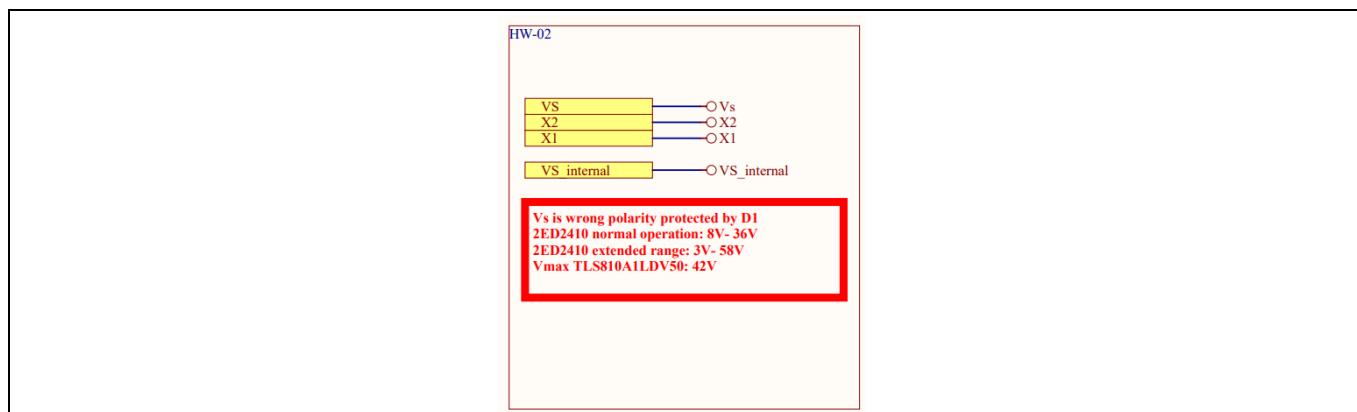 HW-02
VS Vs
X2 X2
X1 X1
VS_internal VS_internal
Vs is wrong polarity protected by D1
2ED2410 normal operation: 8V- 36V
2ED2410 extended range: 3V- 58V
Vmax TLS810A1LDV50: 42V